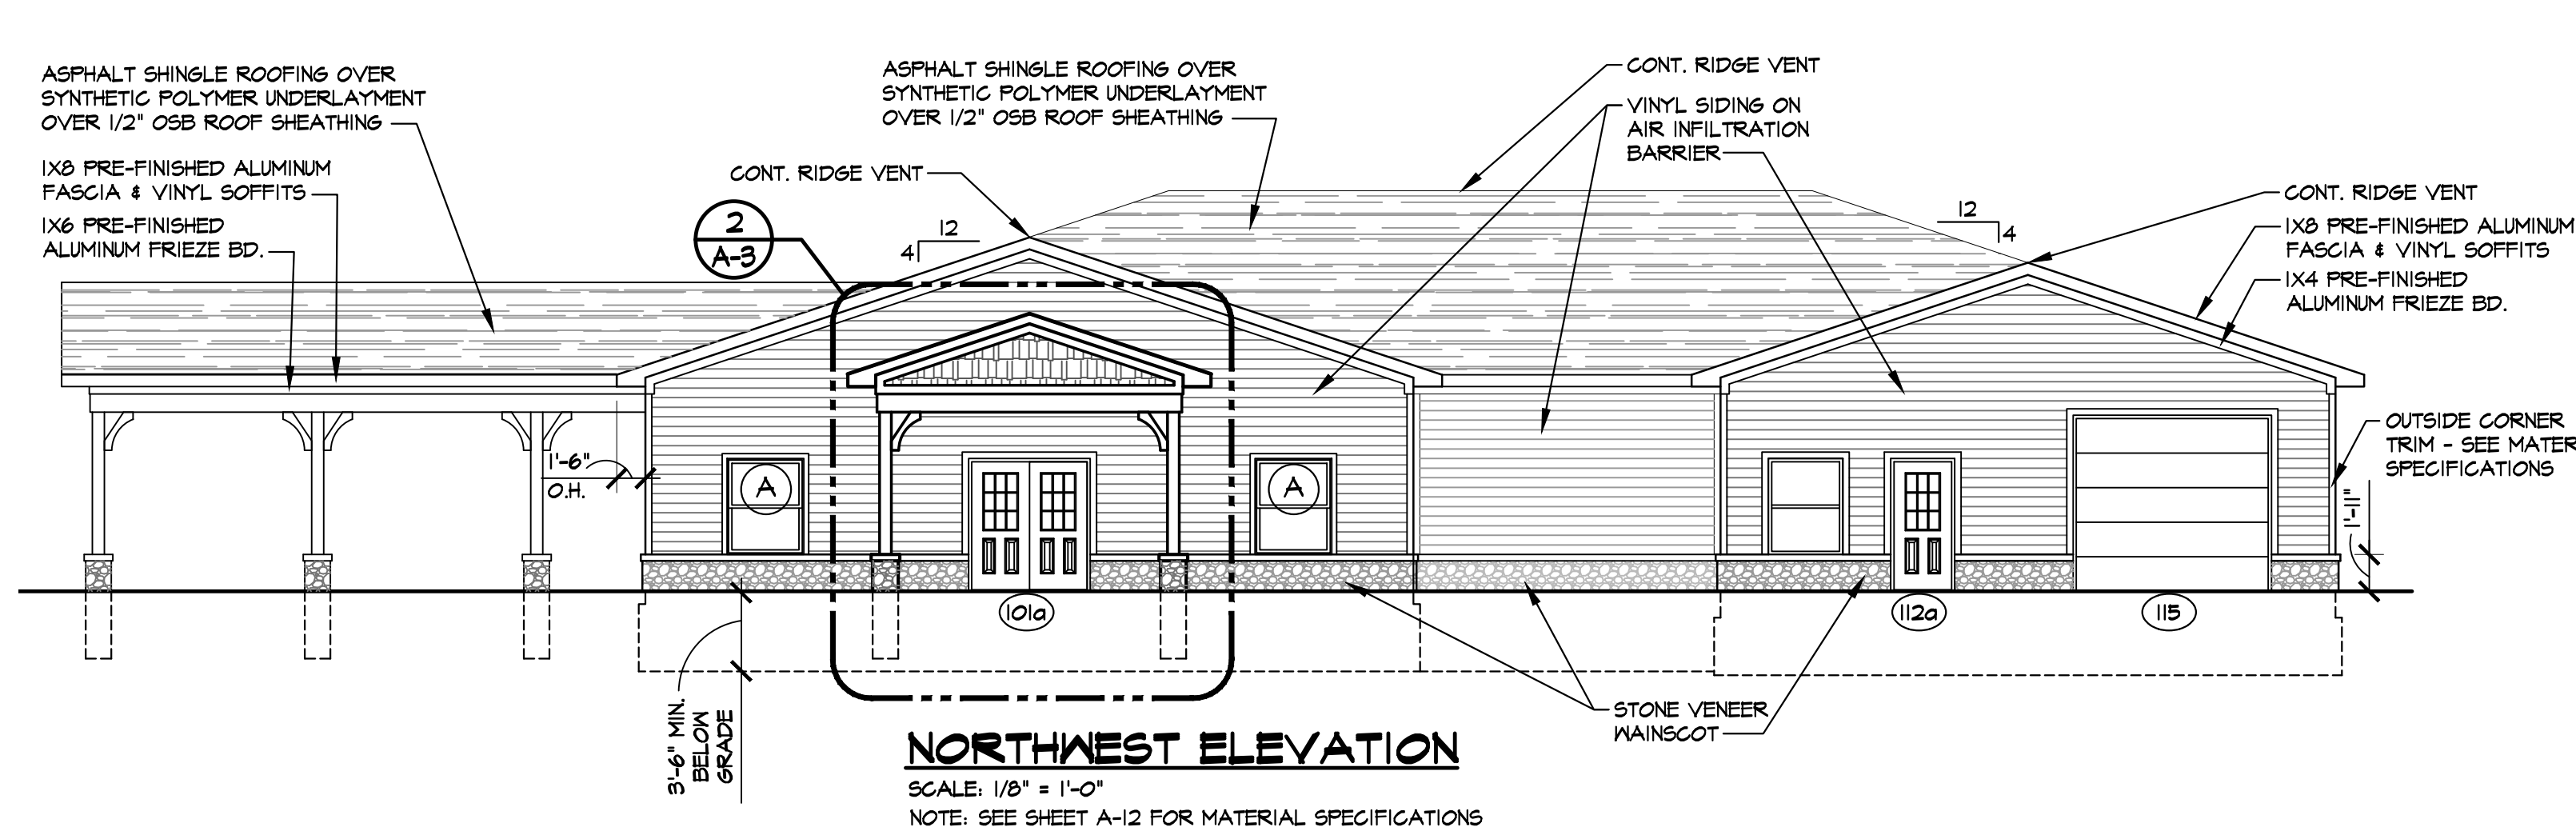 ASPHALT SHINGLE ROOFING OVER
SYNTHETIC POLYMER UNDERLAYMENT
OVER 1/2" OSB ROOF SHEATHING
1X8 PRE-FINISHED ALUMINUM
FASCIA & VINYL SOFFITS
1X6 PRE-FINISHED
ALUMINUM FRIEZE BD.
ASPHALT SHINGLE ROOFING OVER
SYNTHETIC POLYMER UNDERLAYMENT
OVER 1/2" OSB ROOF SHEATHING
CONT. RIDGE VENT
2
A-3
12
4
CONT. RIDGE VENT
VINYL SIDING ON
AIR INFILTRATION
BARRIER
12
4
CONT. RIDGE VENT
1X8 PRE-FINISHED ALUMINUM
FASCIA & VINYL SOFFITS
1X4 PRE-FINISHED
ALUMINUM FRIEZE BD.
OUTSIDE CORNER
TRIM - SEE MATER
SPECIFICATIONS
1'-11"
1'-6"
O.H.
A
A
101a
112a
115
3'-6" MIN.
BELOW
GRADE
STONE VENEER
WAINSCOT
NORTHWEST ELEVATION
SCALE: 1/8" = 1'-0"
NOTE: SEE SHEET A-12 FOR MATERIAL SPECIFICATIONS